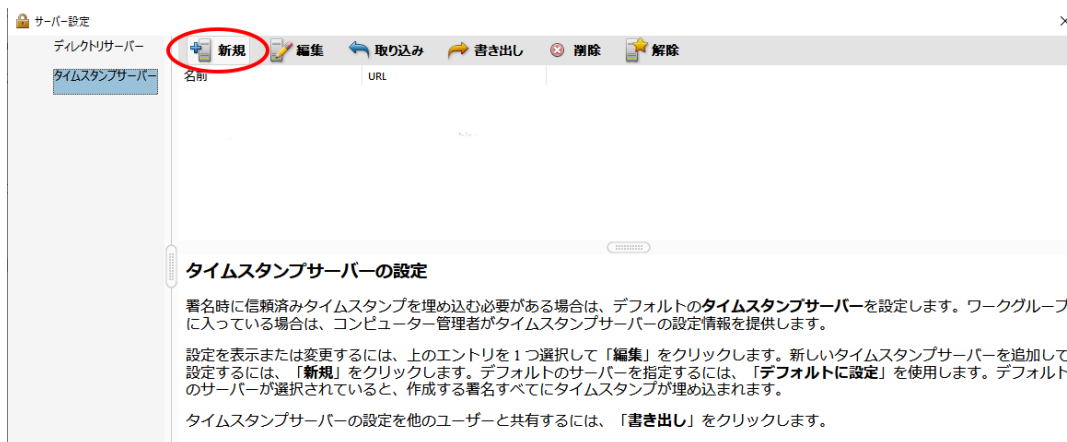 サーバー設定
ディレクトリサーバー
タイムスタンプサーバー
新規 編集 取り込み 書き出し 削除 解除
名前 URL
タイムスタンプサーバーの設定
署名時に信頼済みタイムスタンプを埋め込む必要がある場合は、デフォルトのタイムスタンプサーバーを設定します。ワークグループ
に入っている場合は、コンピューター管理者がタイムスタンプサーバーの設定情報を提供します。
設定を表示または変更するには、上のエントリを 1 つ選択して「編集」をクリックします。新しいタイムスタンプサーバーを追加して
設定するには、「新規」をクリックします。デフォルトのサーバーを指定するには、「デフォルトに設定」を使用します。デフォルト
のサーバーが選択されていると、作成する署名すべてにタイムスタンプが埋め込まれます。
タイムスタンプサーバーの設定を他のユーザーと共有するには、「書き出し」をクリックします。